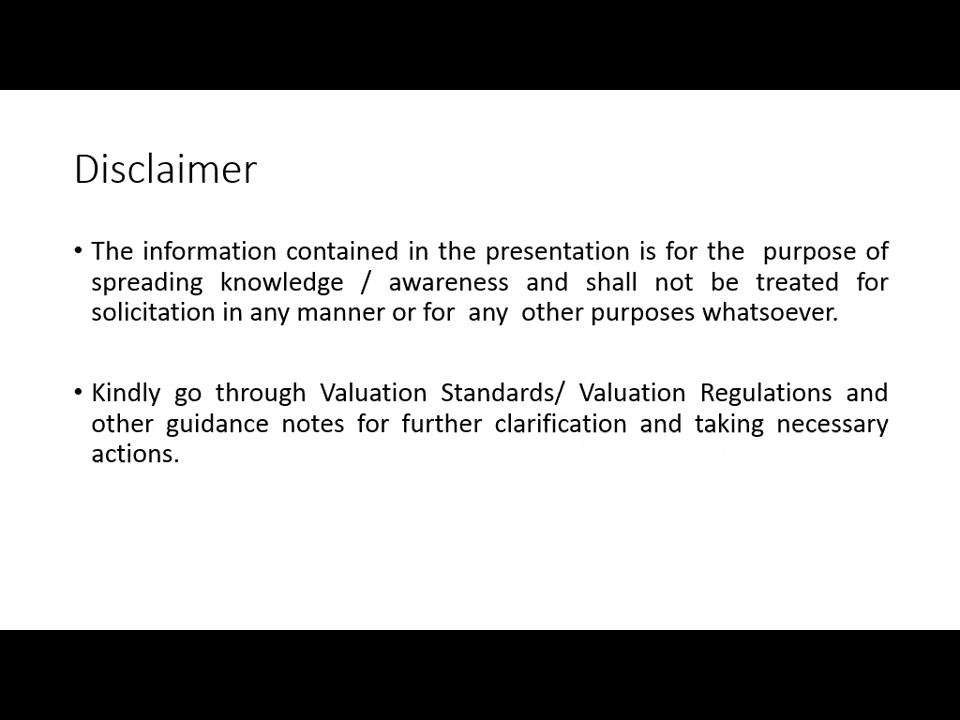 Disclaimer
• The information contained in the presentation is for the purpose of
spreading knowledge / awareness and shall not be treated for
solicitation in any manner or for any other purposes whatsoever.
• Kindly go through Valuation Standards/ Valuation Regulations and
other guidance notes for further clarification and taking necessary
actions.